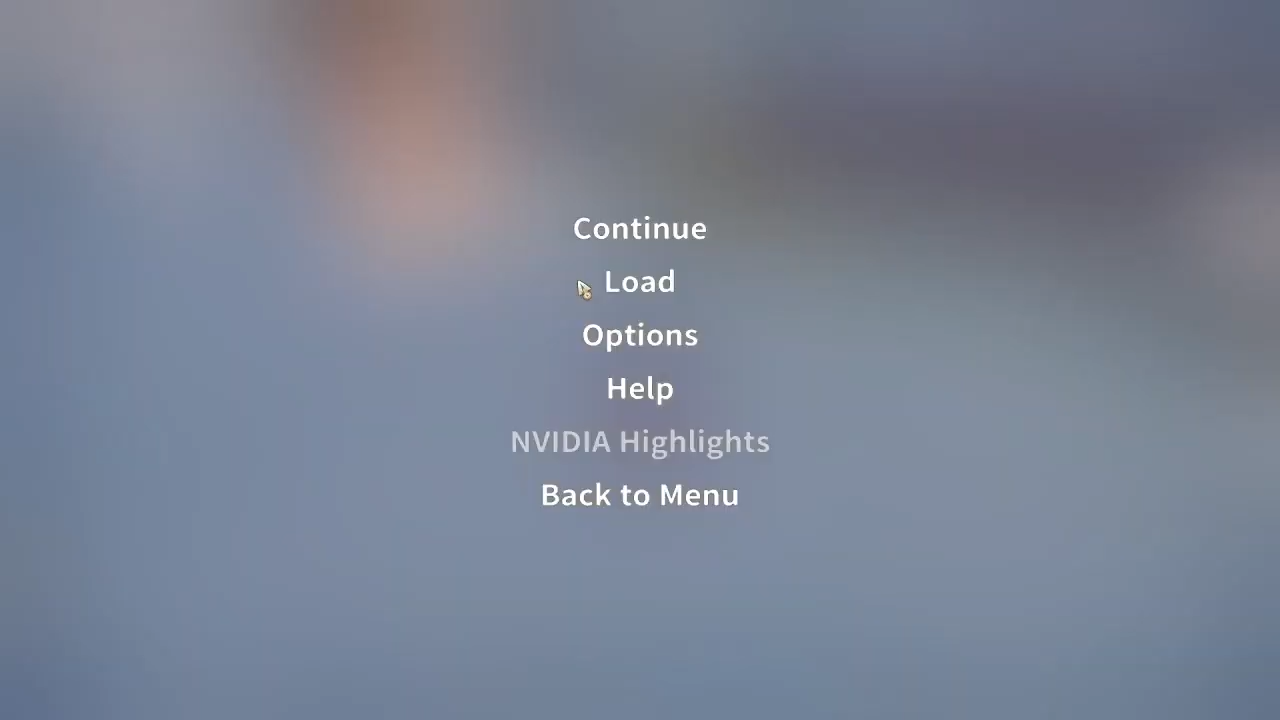 Continue
Load
Options
Help
NVIDIA Highlights
Back to Menu